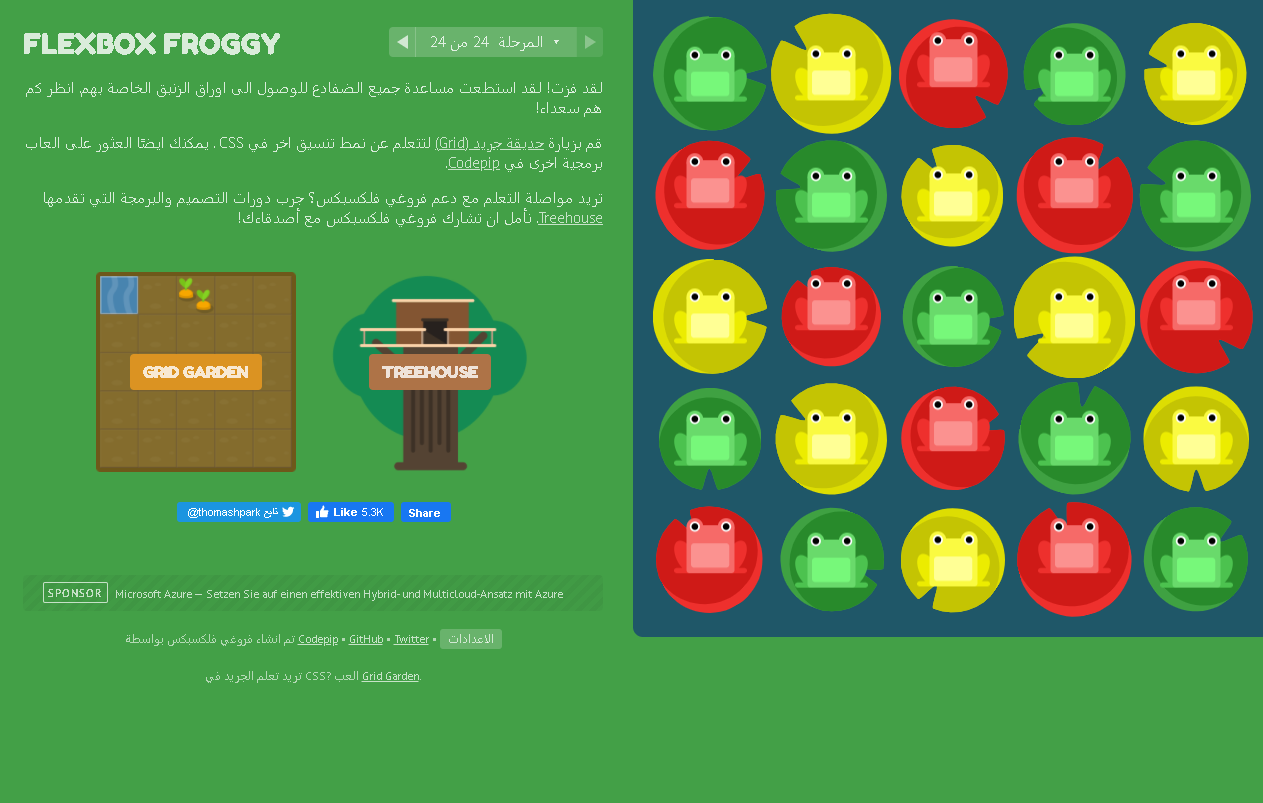 FLEXBOX FROGGY
المرحلة 24 من 24
لقد فزت! لقد استطعت مساعدة جميع الضفادع للوصول الى اوراق الزنبق الخاصة بهم انظر كم
هم سعداء!
قم بزيارة حديقة جريد (Grid) لتتعلم عن نمط تنسيق اخر في CSS . يمكنك ايضًا العثور على العاب
برمجية اخرى في Codepip.
تريد مواصلة التعلم مع دعم فروغي فلكسبكس؟ جرب دورات التصميم والبرمجة التي تقدمها
Treehouse. نأمل ان تشارك فروغي فلكسبكس مع أصدقاءك!
GRID GARDEN
TREEHOUSE
تابع @thomashpark
Like 5.3K
Share
SPONSOR
Microsoft Azure – Setzen Sie auf einen effektiven Hybrid- und Multicloud-Ansatz mit Azure
تم انشاء فروغي فلكسبكس بواسطة Codepip • GitHub • Twitter • الاعدادات
تريد تعلم الجريد في CSS? العب Grid Garden.